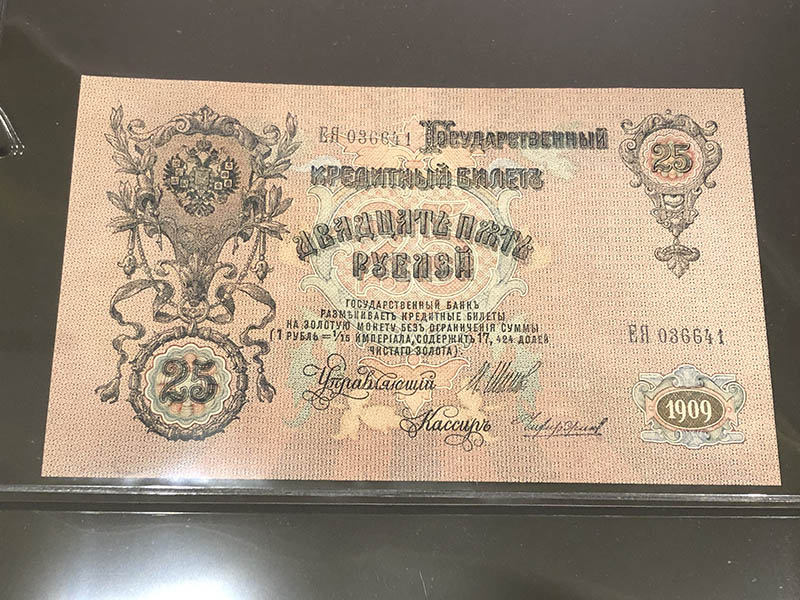 ЕЯ 036641 Государственный
25
Кредитный Билетъ
Двадцать пять
рублей
Государственный Банкъ
размѣниваетъ кредитные билеты
на золотую монету безъ ограниченія суммы
(1 рубль = 1/15 имперіала, содержитъ 17,424 долей
чистаго золота).
ЕЯ 036641
25
Управляющій
Кассиръ
1909